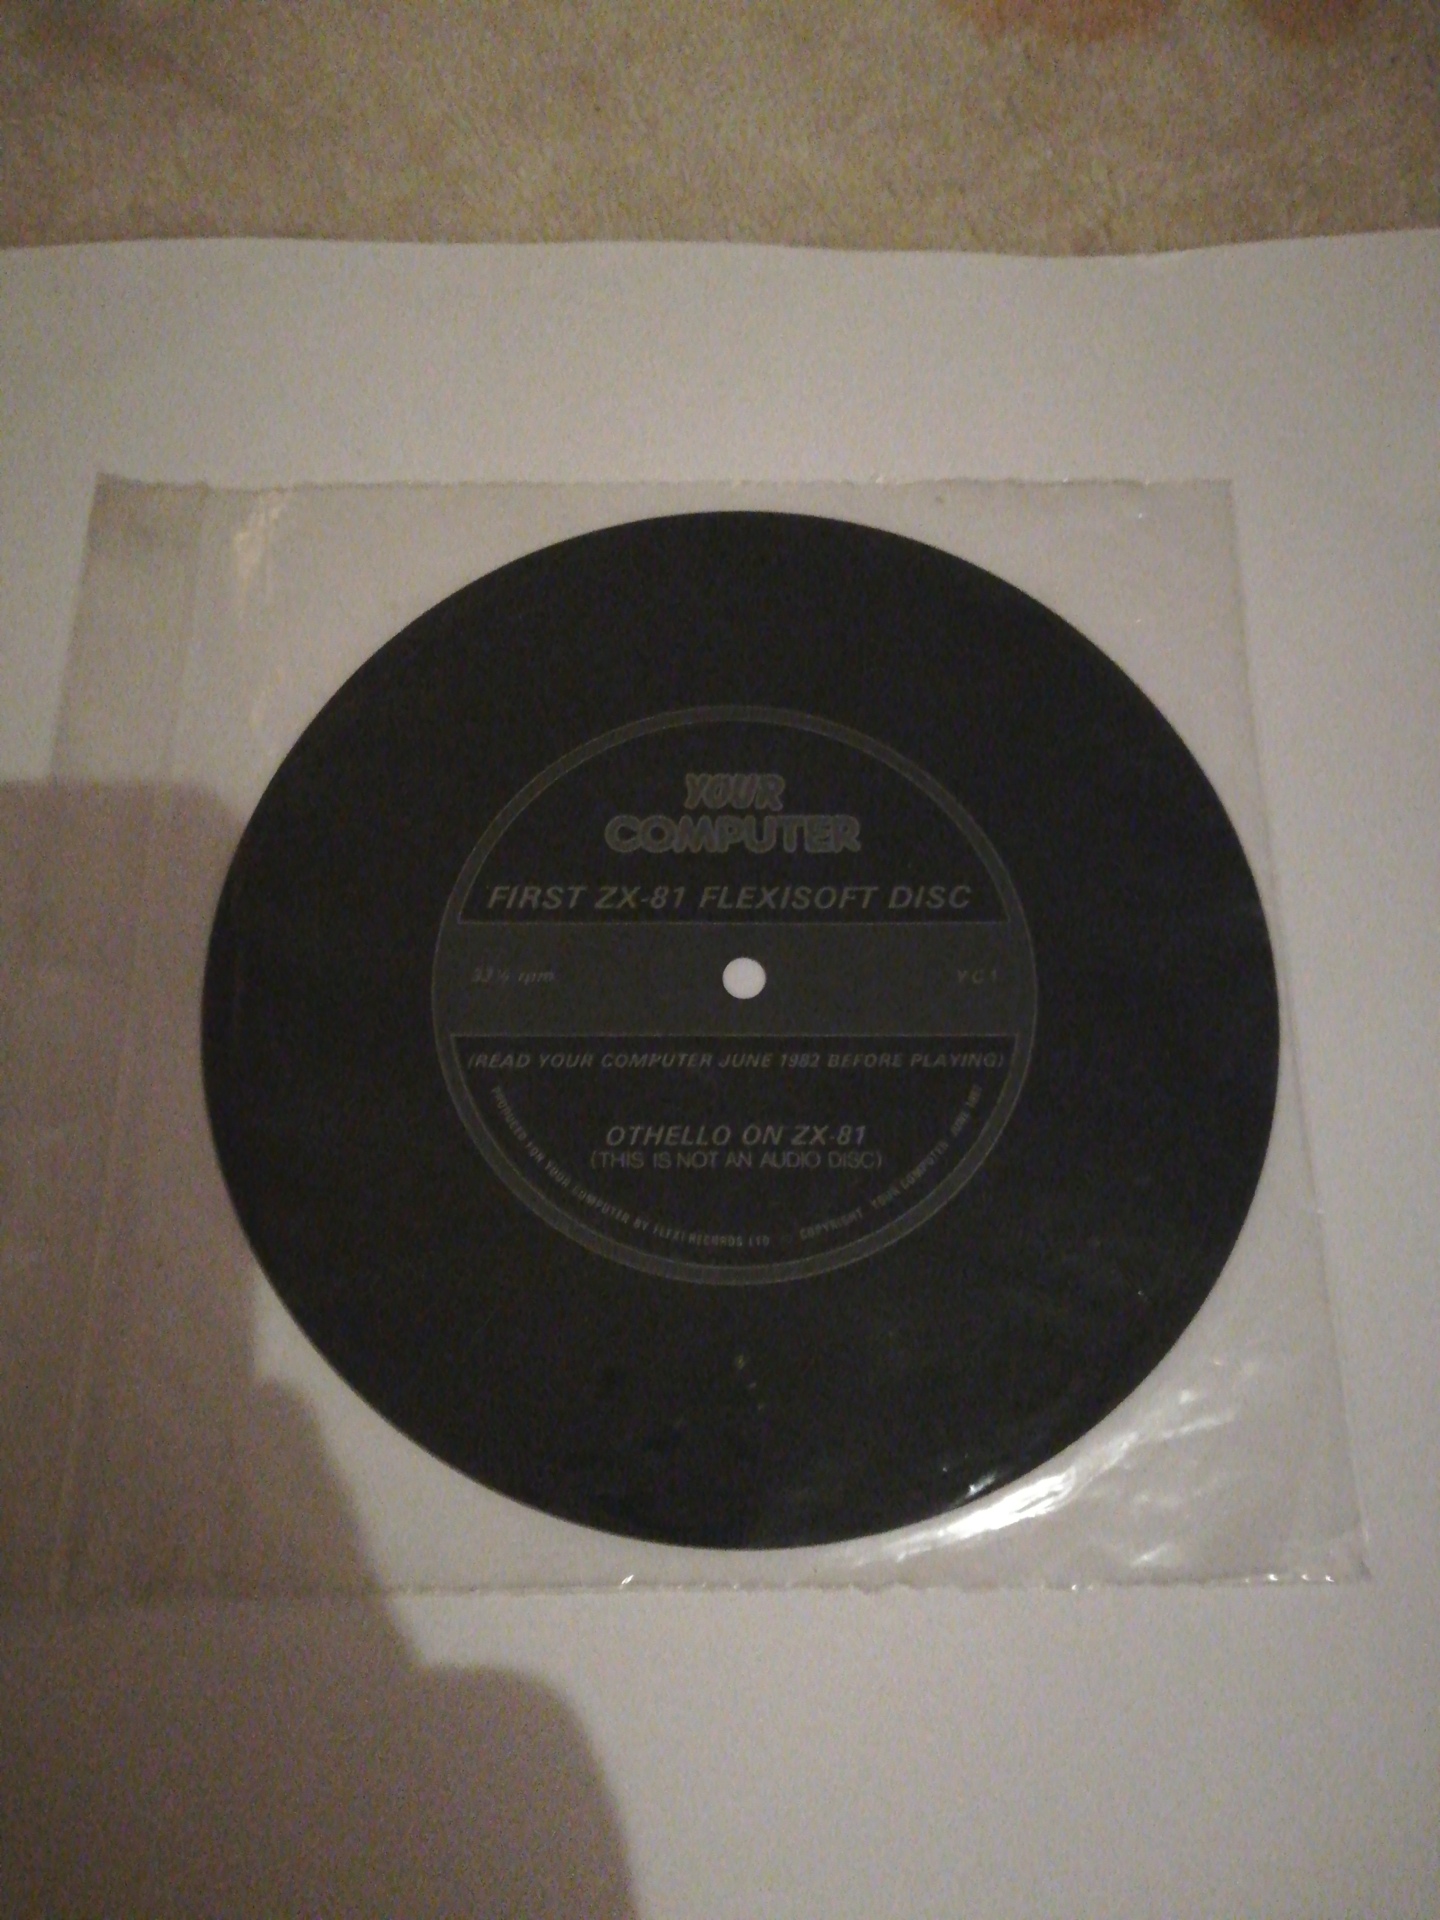 YOUR
COMPUTER
FIRST ZX-81 FLEXISOFT DISC
33⅓ rpm
YC1
(READ YOUR COMPUTER JUNE 1982 BEFORE PLAYING)
OTHELLO ON ZX-81
(THIS IS NOT AN AUDIO DISC)
PRODUCED FOR YOUR COMPUTER BY FLEXI RECORDS LTD
COPYRIGHT YOUR COMPUTER JUNE 1982